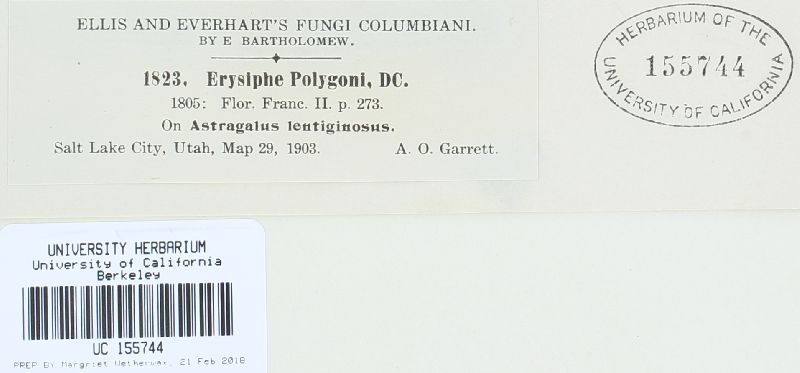 ELLIS AND EVERHART'S FUNGI COLUMBIANI.
BY E BARTHOLOMEW.
1823. Erysiphe Polygoni, DC.
1805: Flor. Franc. II. p. 273.
On Astragalus lentiginosus.
Salt Lake City, Utah, Map 29, 1903. A. O. Garrett.
HERBARIUM OF THE
155744
UNIVERSITY OF CALIFORNIA
UNIVERSITY HERBARIUM
University of California
Berkeley
UC 155744
PREP BY Margriet Wetherwax, 21 Feb 2018